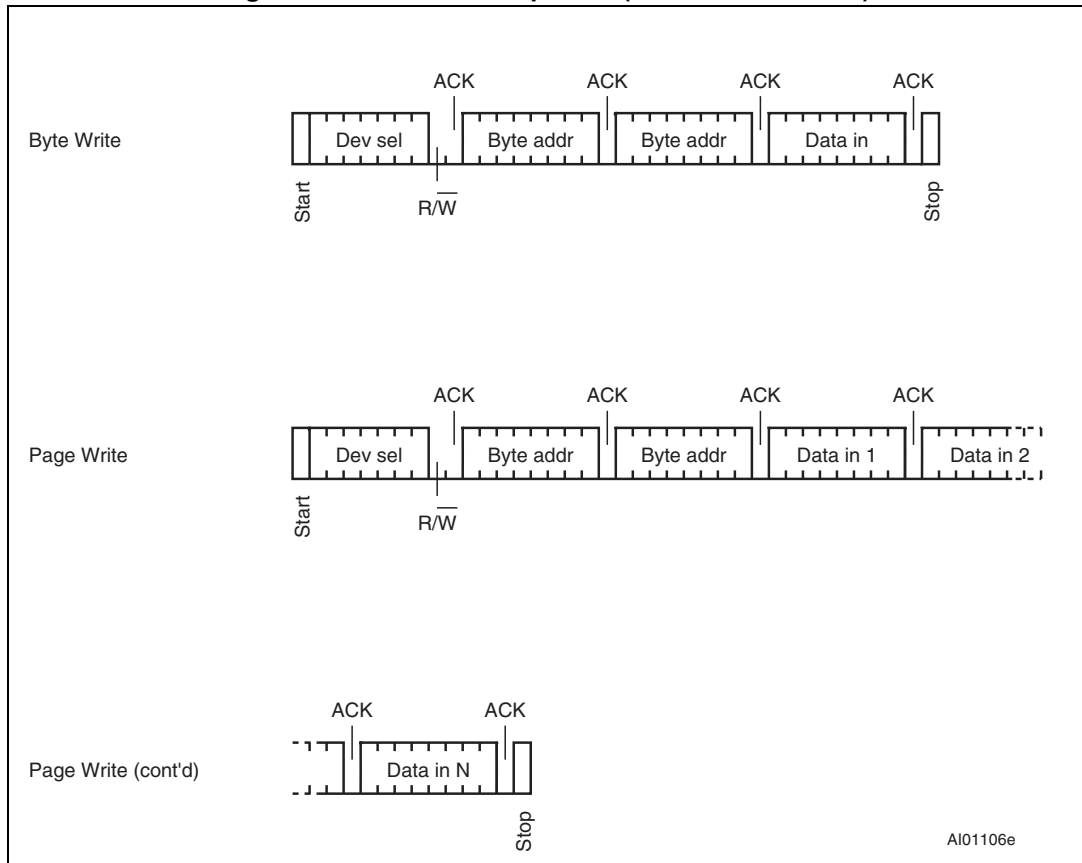 ACK ACK ACK ACK
Byte Write Dev sel Byte addr Byte addr Data in
R/W̅
Start Stop
ACK ACK ACK ACK
Page Write Dev sel Byte addr Byte addr Data in 1 Data in 2
R/W̅
Start
ACK ACK
Page Write (cont'd) Data in N
Stop
AI01106e